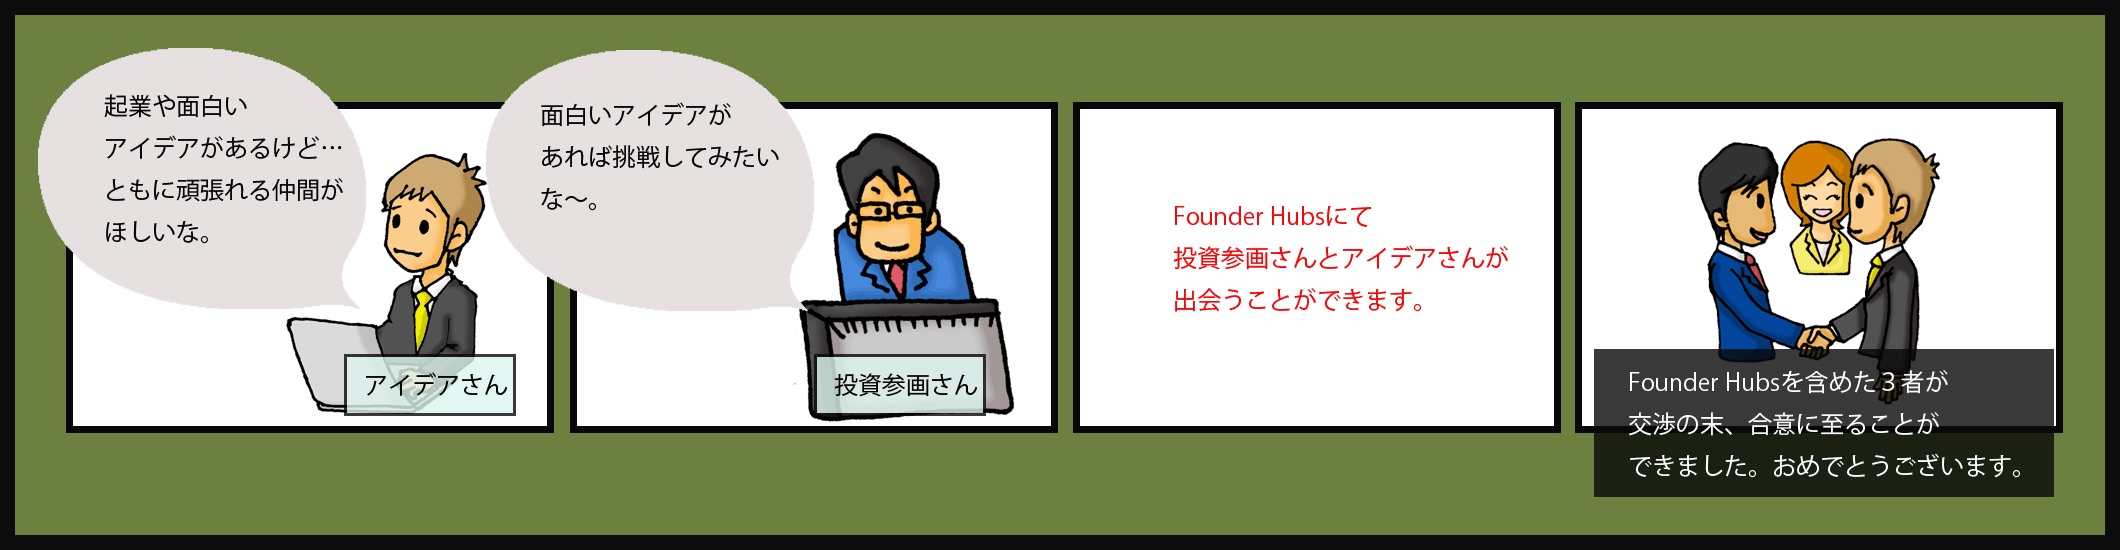 起業や面白い
アイデアがあるけど…
ともに頑張れる仲間が
ほしいな。
アイデアさん
面白いアイデアが
あれば挑戦してみたい
な～。
投資参画さん
Founder Hubsにて
投資参画さんとアイデアさんが
出会うことができます。
Founder Hubsを含めた３者が
交渉の末、合意に至ることが
できました。おめでとうございます。